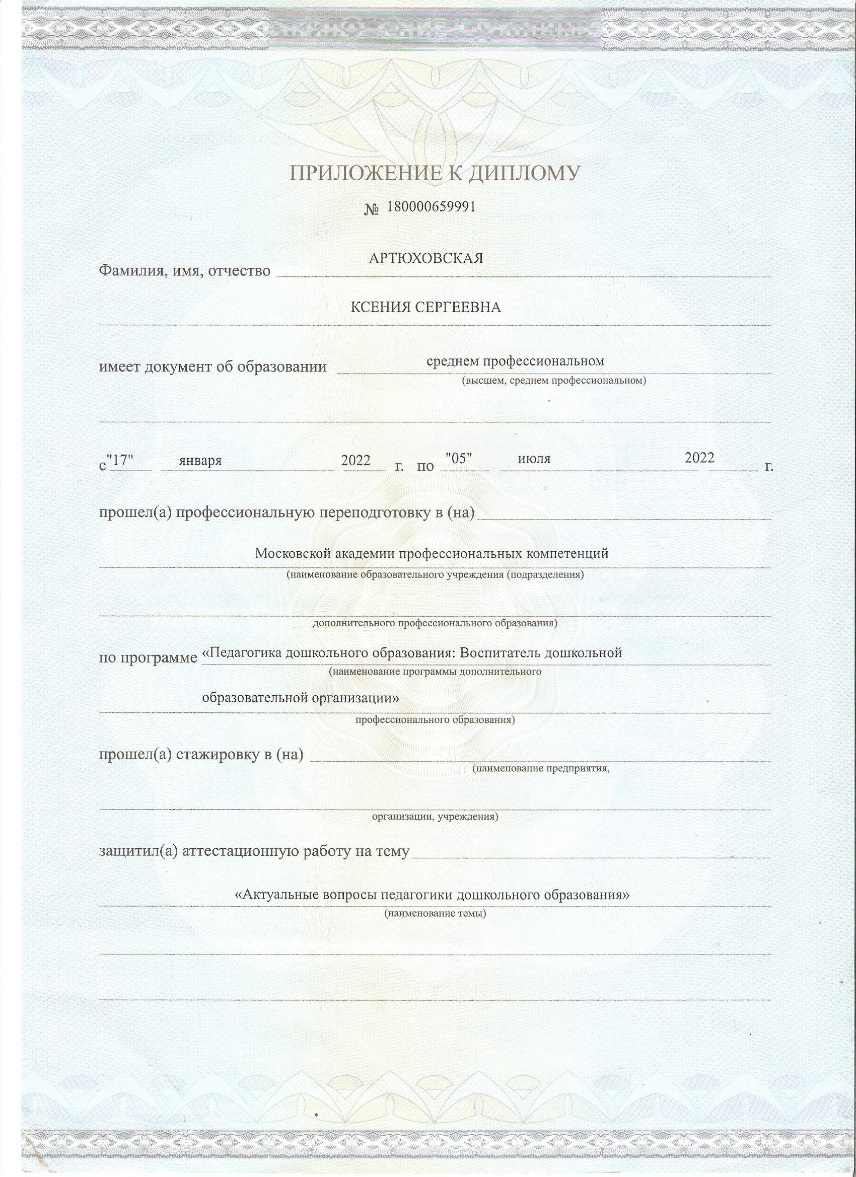 ПРИЛОЖЕНИЕ К ДИПЛОМУ
№ 180000659991
АРТЮХОВСКАЯ
Фамилия, имя, отчество
КСЕНИЯ СЕРГЕЕВНА
имеет документ об образовании среднем профессиональном
(высшем, среднем профессиональном)
с "17" января 2022 г. по "05" июля 2022 г.
прошел(а) профессиональную переподготовку в (на)
Московской академии профессиональных компетенций
(наименование образовательного учреждения (подразделения)
дополнительного профессионального образования)
по программе «Педагогика дошкольного образования: Воспитатель дошкольной
(наименование программы дополнительного
образовательной организации»
профессионального образования)
прошел(а) стажировку в (на)
(наименование предприятия,
организации, учреждения)
защитил(а) аттестационную работу на тему
«Актуальные вопросы педагогики дошкольного образования»
(наименование темы)